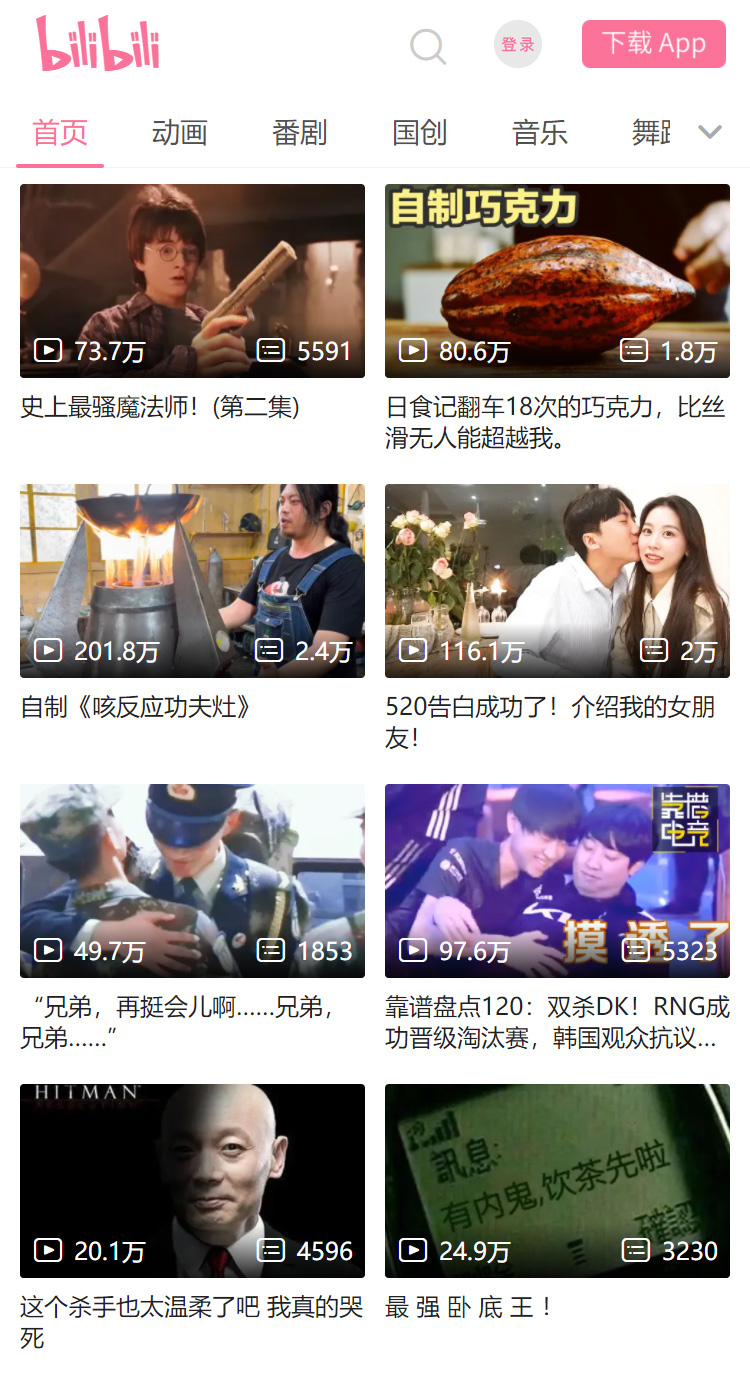 bilibili
登录
下载 App
首页 动画 番剧 国创 音乐 舞
73.7万 5591
史上最骚魔法师！(第二集)
自制巧克力
80.6万 1.8万
日食记翻车18次的巧克力，比丝
滑无人能超越我。
201.8万 2.4万
自制《咳反应功夫灶》
116.1万 2万
520告白成功了！介绍我的女朋
友！
49.7万 1853
“兄弟，再挺会儿啊……兄弟，
兄弟……”
靠谱
电竞
摸透了
97.6万 5323
靠谱盘点120：双杀DK！RNG成
功晋级淘汰赛，韩国观众抗议...
HITMAN
20.1万 4596
这个杀手也太温柔了吧 我真的哭
死
訊息:
有内鬼,饮茶先啦
確認
24.9万 3230
最 强 卧 底 王 ！